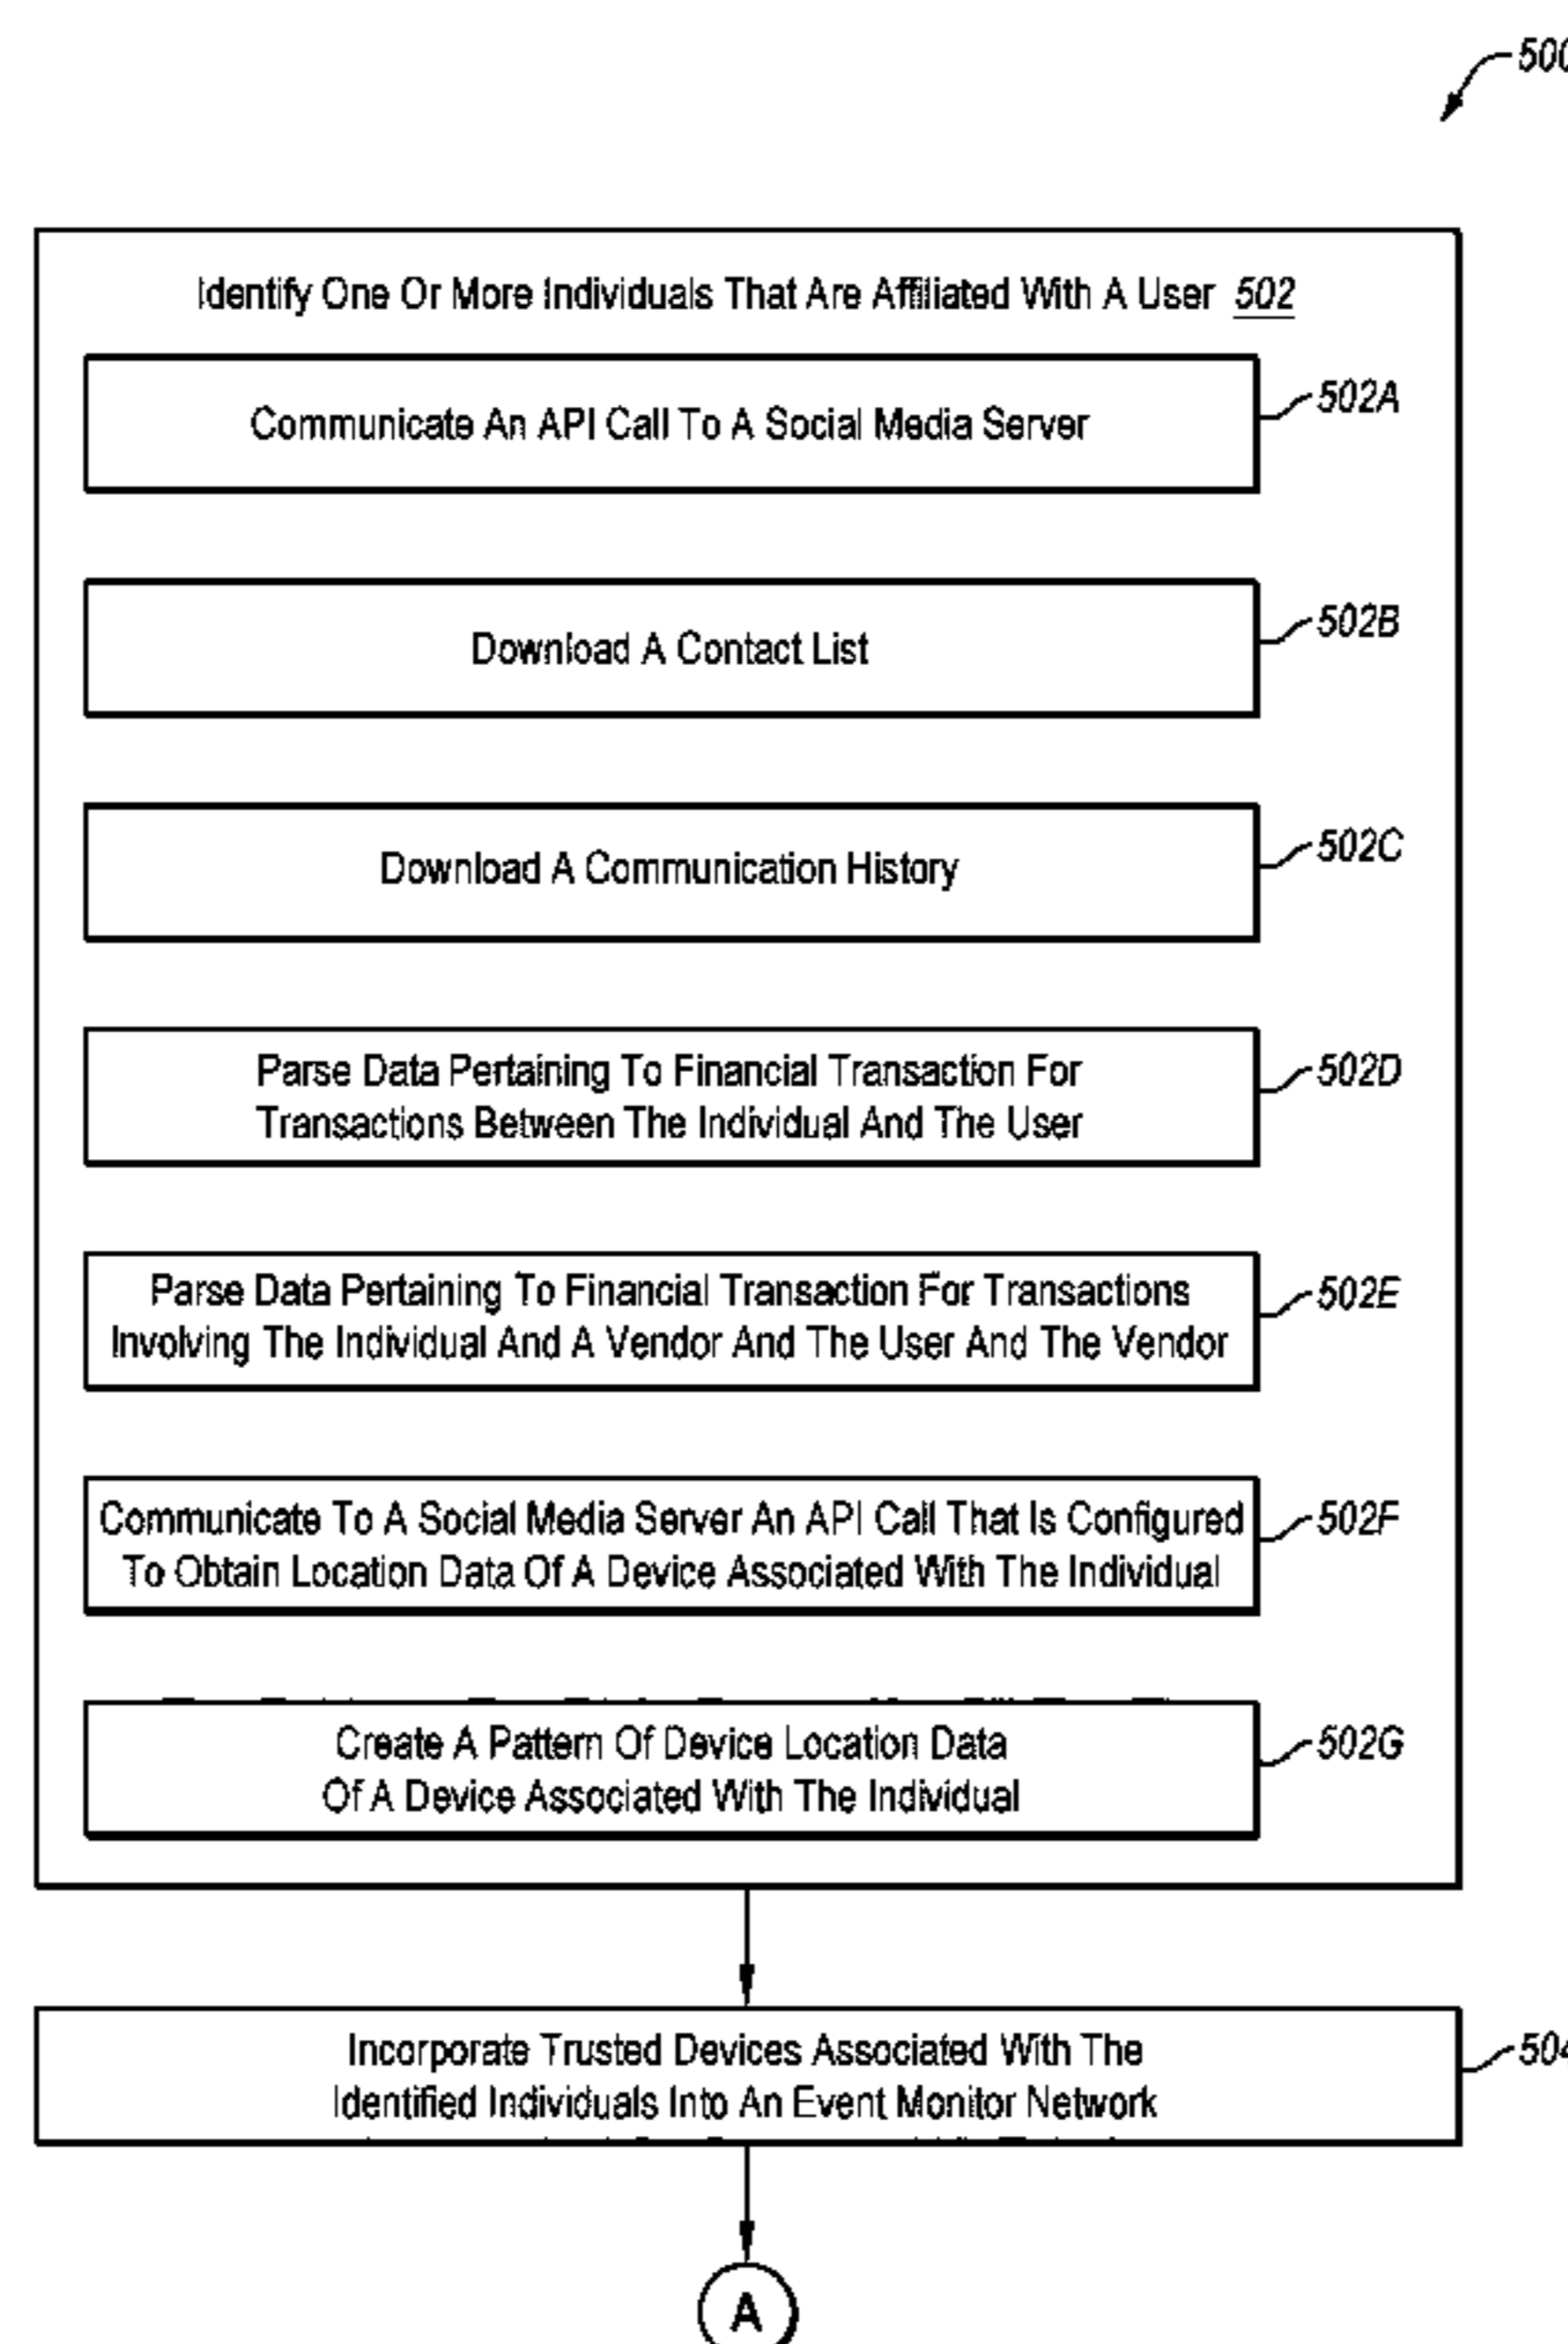 500
Identify One Or More Individuals That Are Affiliated With A User 502
Communicate An API Call To A Social Media Server
502A
Download A Contact List
502B
Download A Communication History
502C
Parse Data Pertaining To Financial Transaction For
Transactions Between The Individual And The User
502D
Parse Data Pertaining To Financial Transaction For Transactions
Involving The Individual And A Vendor And The User And The Vendor
502E
Communicate To A Social Media Server An API Call That Is Configured
To Obtain Location Data Of A Device Associated With The Individual
502F
Create A Pattern Of Device Location Data
Of A Device Associated With The Individual
502G
Incorporate Trusted Devices Associated With The
Identified Individuals Into An Event Monitor Network
504
A